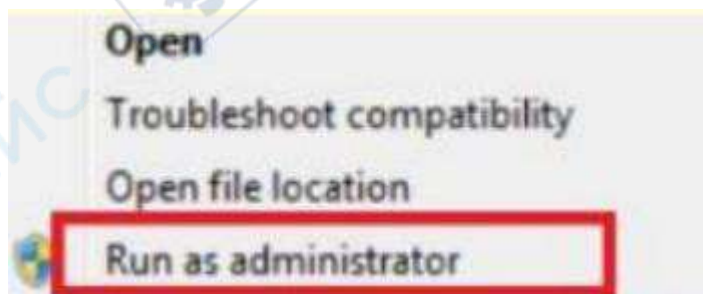 Open
Troubleshoot compatibility
Open file location
Run as administrator